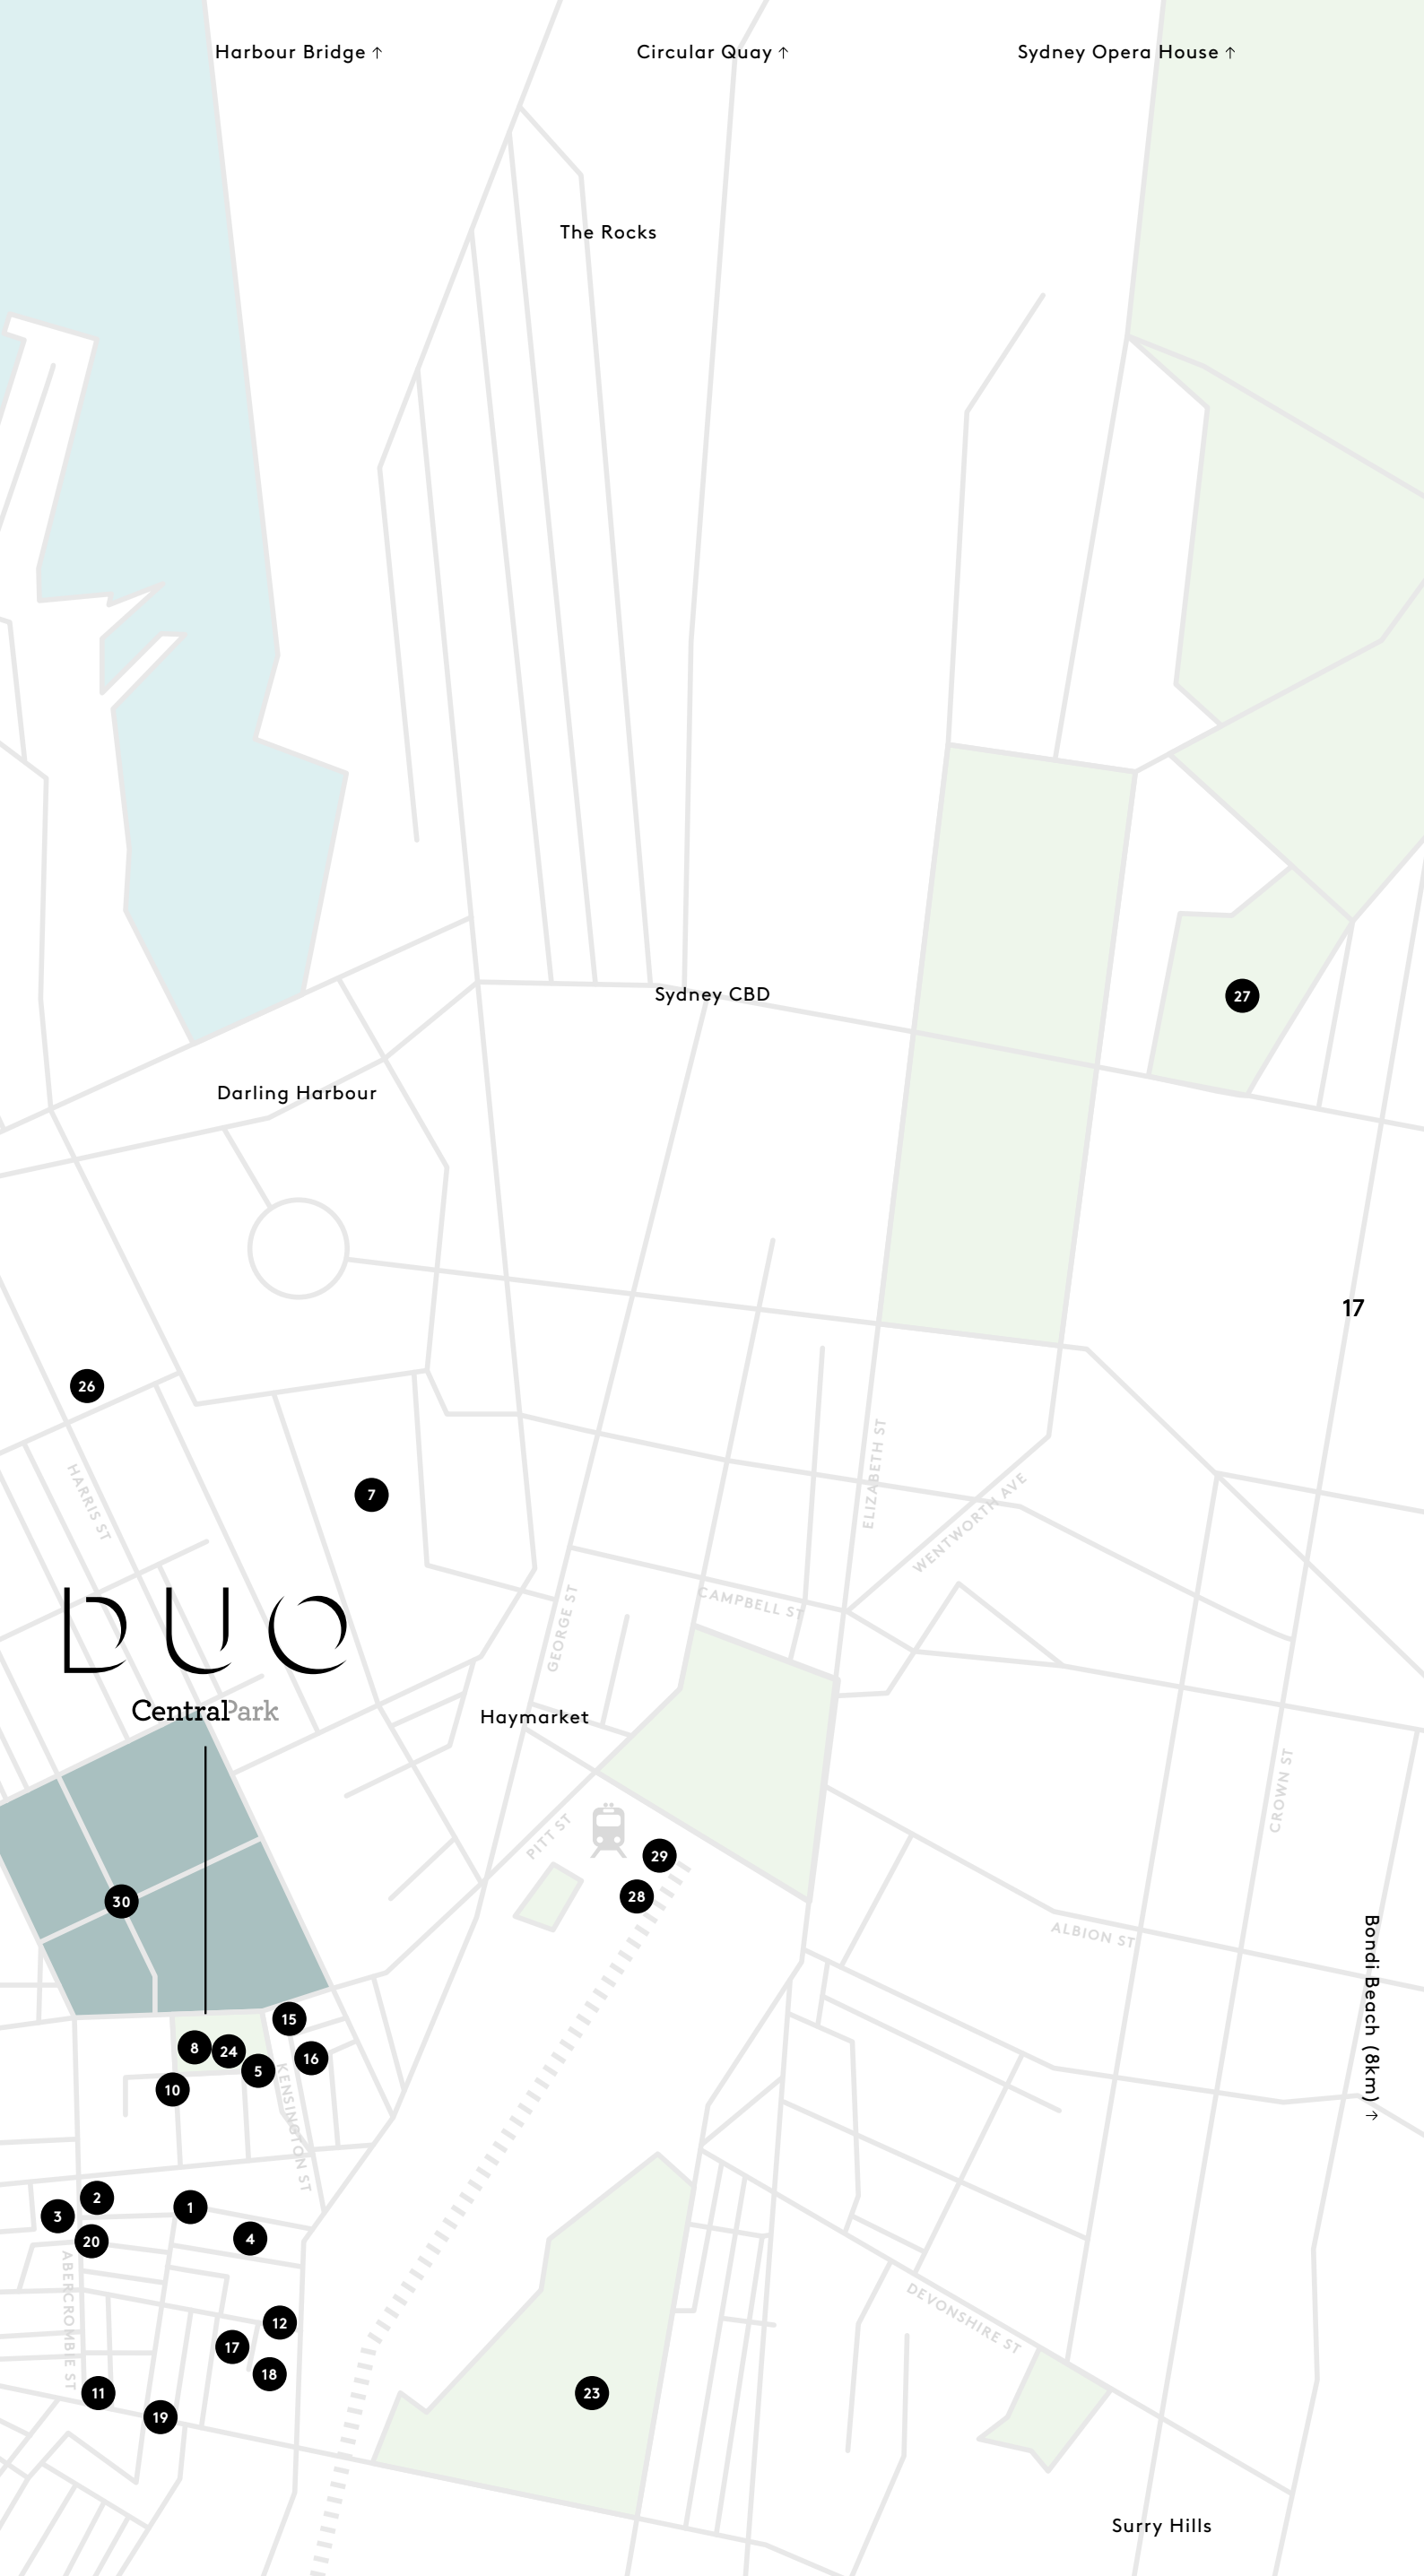 Harbour Bridge ↑
Circular Quay ↑
Sydney Opera House ↑
The Rocks
Sydney CBD
27
Darling Harbour
17
26
HARRIS ST
7
ELIZABETH ST
WENTWORTH AVE
DUO
CentralPark
GEORGE ST
CAMPBELL ST
Haymarket
CROWN ST
PITT ST
29
28
30
ALBION ST
Bondi Beach (8km) →
15
8
24
16
5
10
KENSINGTON ST
2
1
3
20
4
ABERCROMBIE ST
DEVONSHIRE ST
12
17
18
11
23
19
Surry Hills